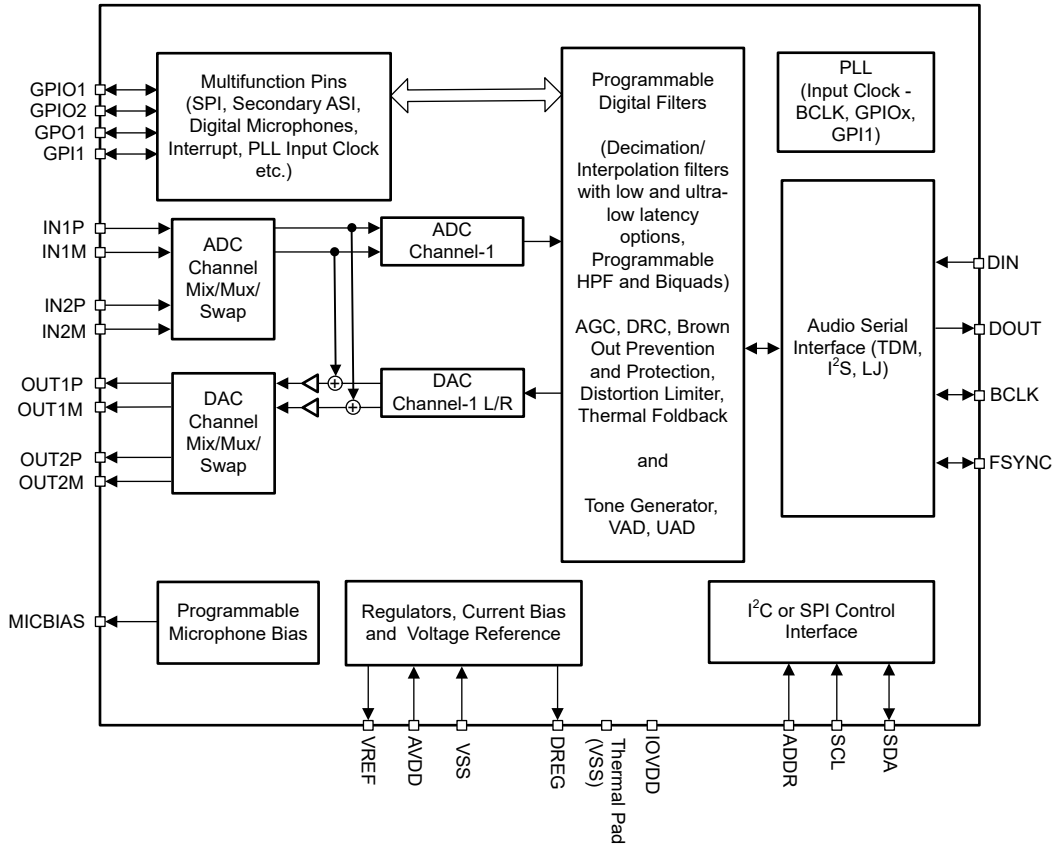 GPIO1
GPIO2
GPO1
GPI1
Multifunction Pins
(SPI, Secondary ASI,
Digital Microphones,
Interrupt, PLL Input Clock
etc.)
Programmable
Digital Filters
(Decimation/
Interpolation filters
with low and ultra-
low latency
options,
Programmable
HPF and Biquads)
AGC, DRC, Brown
Out Prevention
and Protection,
Distortion Limiter,
Thermal Foldback
and
Tone Generator,
VAD, UAD
PLL
(Input Clock -
BCLK, GPIOx,
GPI1)
IN1P
IN1M
IN2P
IN2M
ADC
Channel
Mix/Mux/
Swap
ADC
Channel-1
OUT1P
OUT1M
OUT2P
OUT2M
DAC
Channel
Mix/Mux/
Swap
DAC
Channel-1 L/R
Audio Serial
Interface (TDM,
I²S, LJ)
DIN
DOUT
BCLK
FSYNC
MICBIAS
Programmable
Microphone Bias
Regulators, Current Bias
and Voltage Reference
I²C or SPI Control
Interface
VREF
AVDD
VSS
DREG
Thermal Pad
(VSS)
IOVDD
ADDR
SCL
SDA